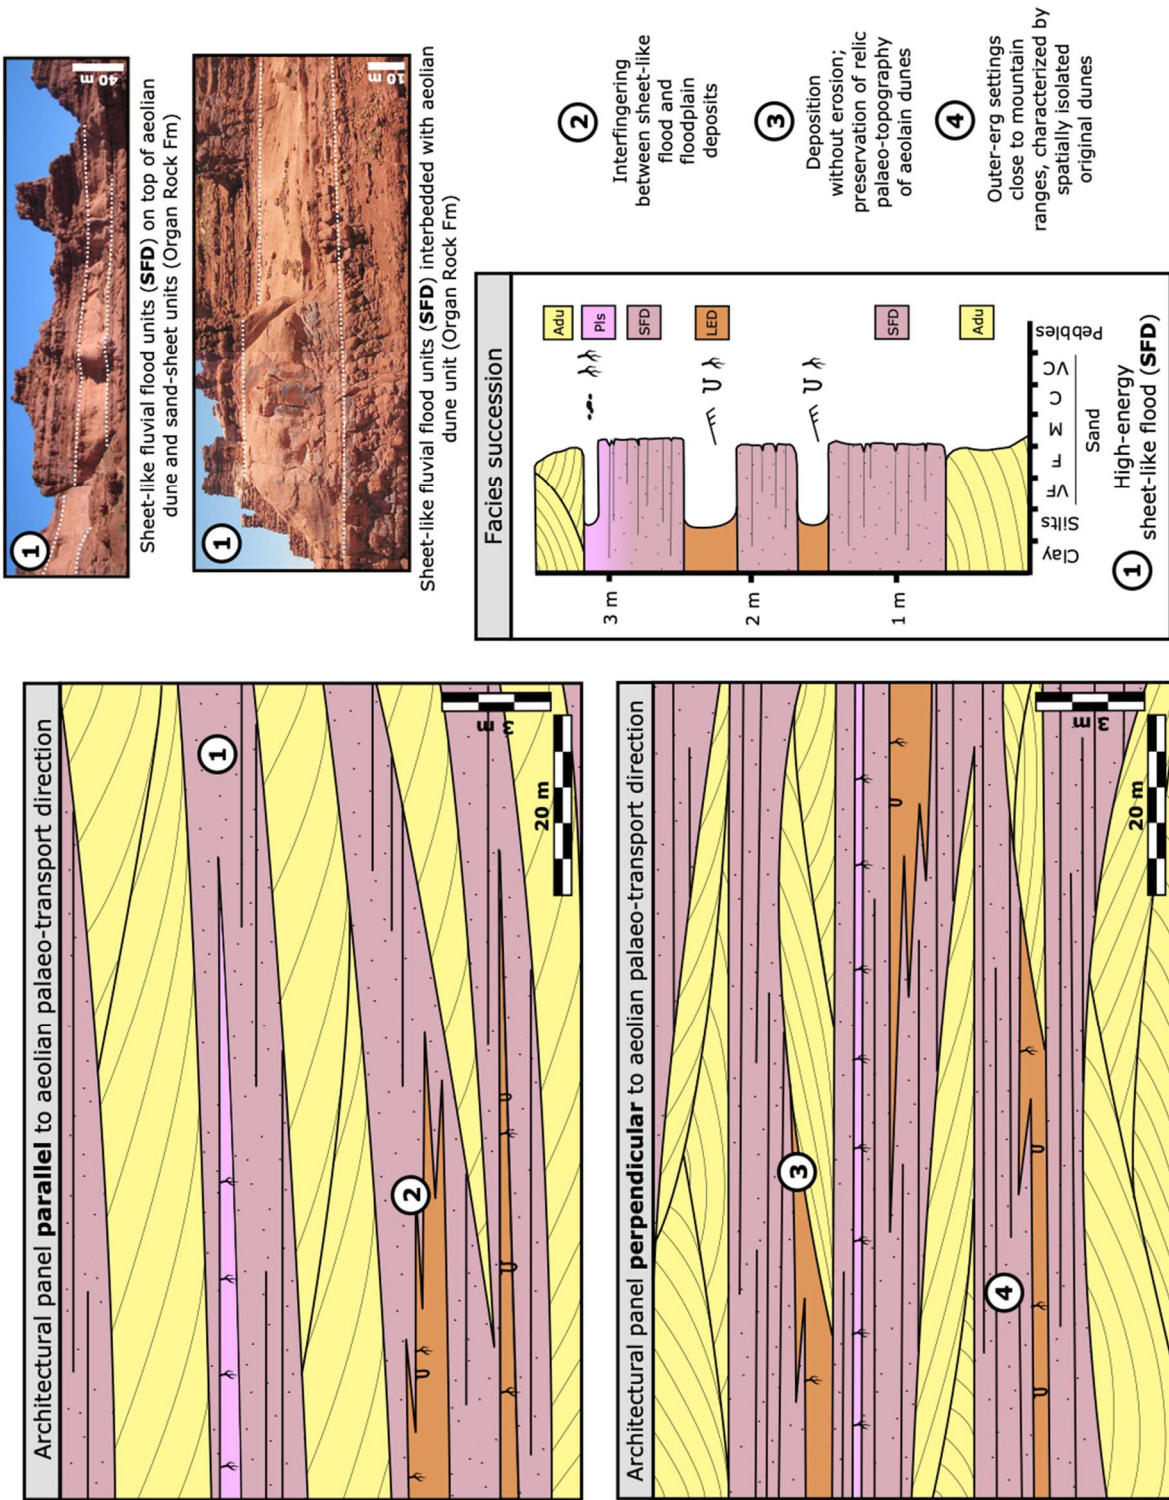 Architectural panel parallel to aeolian palaeo-transport direction
1
2
3 m
20 m
Architectural panel perpendicular to aeolian palaeo-transport direction
3
4
3 m
20 m
1
40 m
Sheet-like fluvial flood units (SFD) on top of aeolian
dune and sand-sheet units (Organ Rock Fm)
1
10 m
Sheet-like fluvial flood units (SFD) interbedded with aeolian
dune unit (Organ Rock Fm)
Facies succession
3 m
2 m
1 m
Adu
Pls
SFD
LED
SFD
Adu
Clay
Silts
VF
F
M
C
VC
Pebbles
Sand
1
High-energy
sheet-like flood (SFD)
2
Interfingering
between sheet-like
flood and
floodplain
deposits
3
Deposition
without erosion;
preservation of relic
palaeo-topography
of aeolain dunes
4
Outer-erg settings
close to mountain
ranges, characterized by
spatially isolated
original dunes